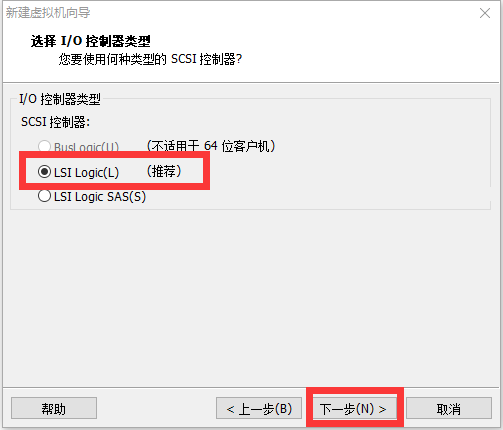 新建虚拟机向导
选择 I/O 控制器类型
您要使用何种类型的 SCSI 控制器?
I/O 控制器类型
SCSI 控制器:
BusLogic(U) (不适用于 64 位客户机)
LSI Logic(L) (推荐)
LSI Logic SAS(S)
帮助 < 上一步(B) 下一步(N) > 取消